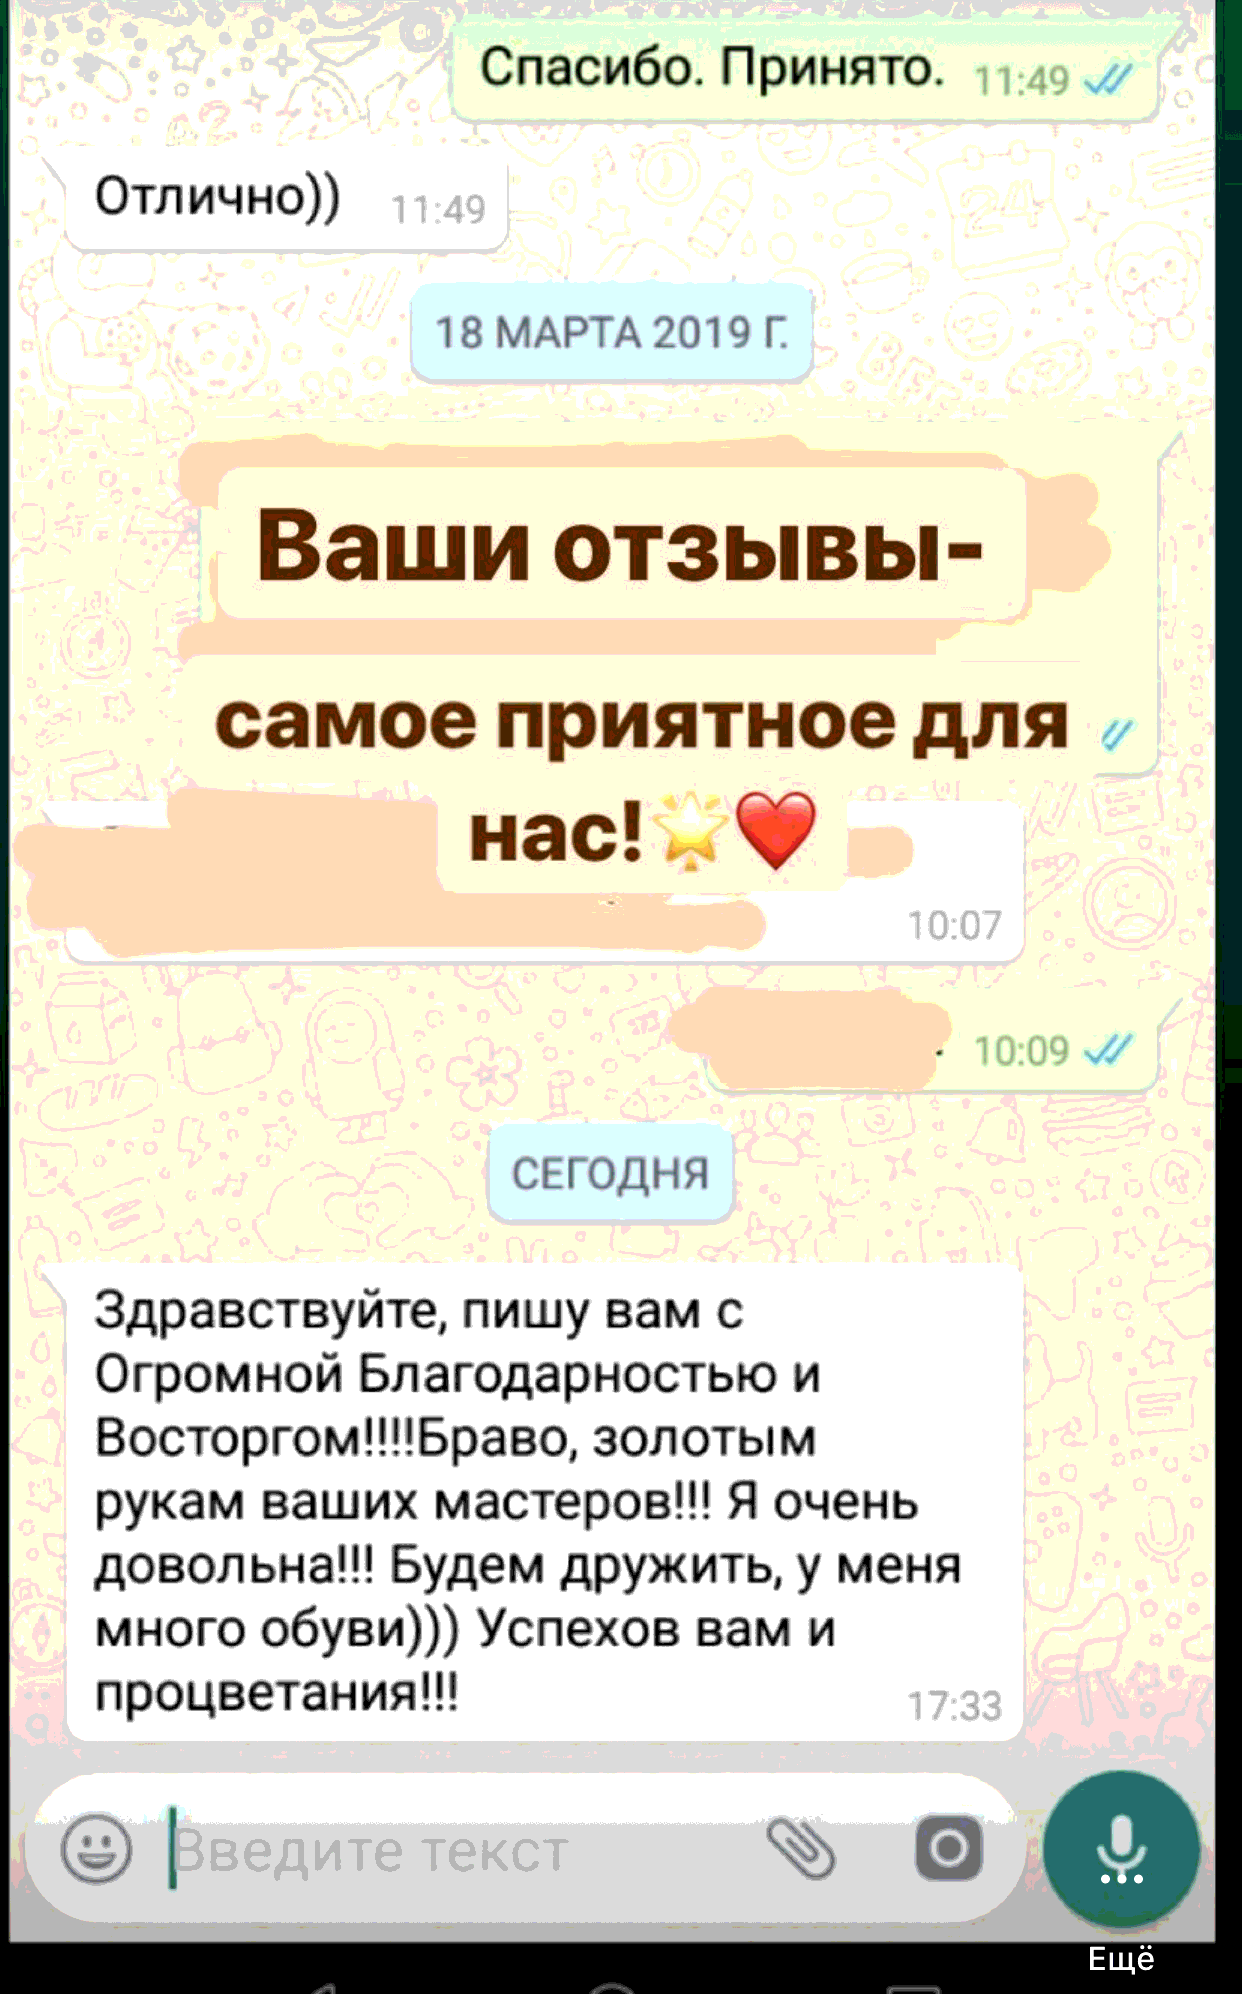 Спасибо. Принято. 11:49
Отлично)) 11:49
18 МАРТА 2019 Г.
Ваши отзывы-
самое приятное для
нас!🌟❤️
10:07
10:09
СЕГОДНЯ
Здравствуйте, пишу вам с
Огромной Благодарностью и
Восторгом!!!!Браво, золотым
рукам ваших мастеров!!! Я очень
довольна!!! Будем дружить, у меня
много обуви))) Успехов вам и
процветания!!!
17:33
Введите текст
Ещё